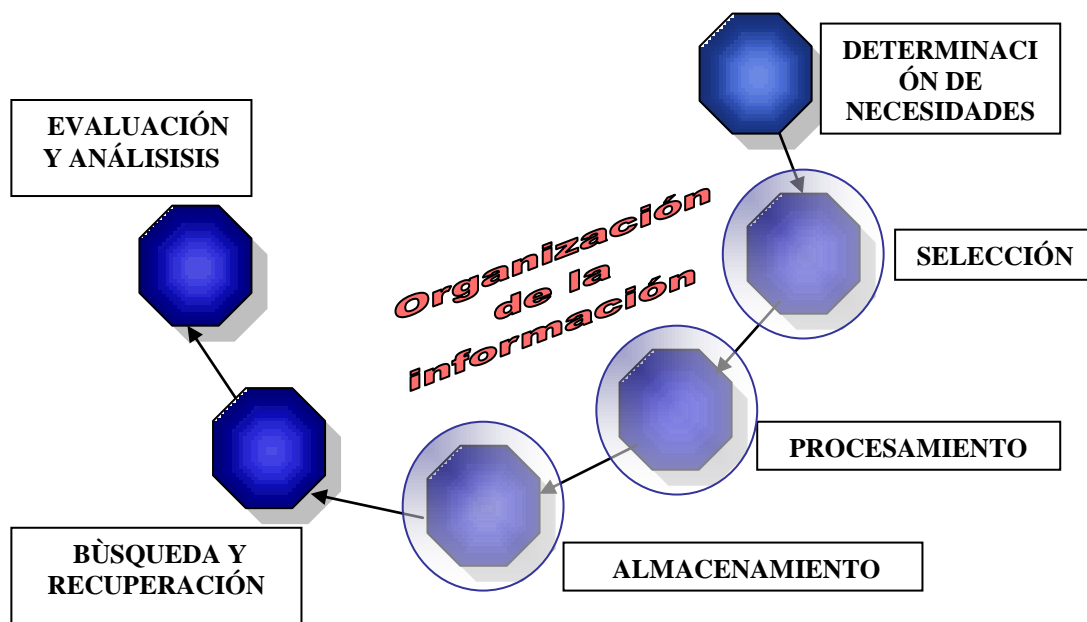 DETERMINACI
ÓN DE
NECESIDADES
EVALUACIÓN
Y ANÁLISISIS
Organización
de la
información
SELECCIÓN
PROCESAMIENTO
BÙSQUEDA Y
RECUPERACIÓN
ALMACENAMIENTO